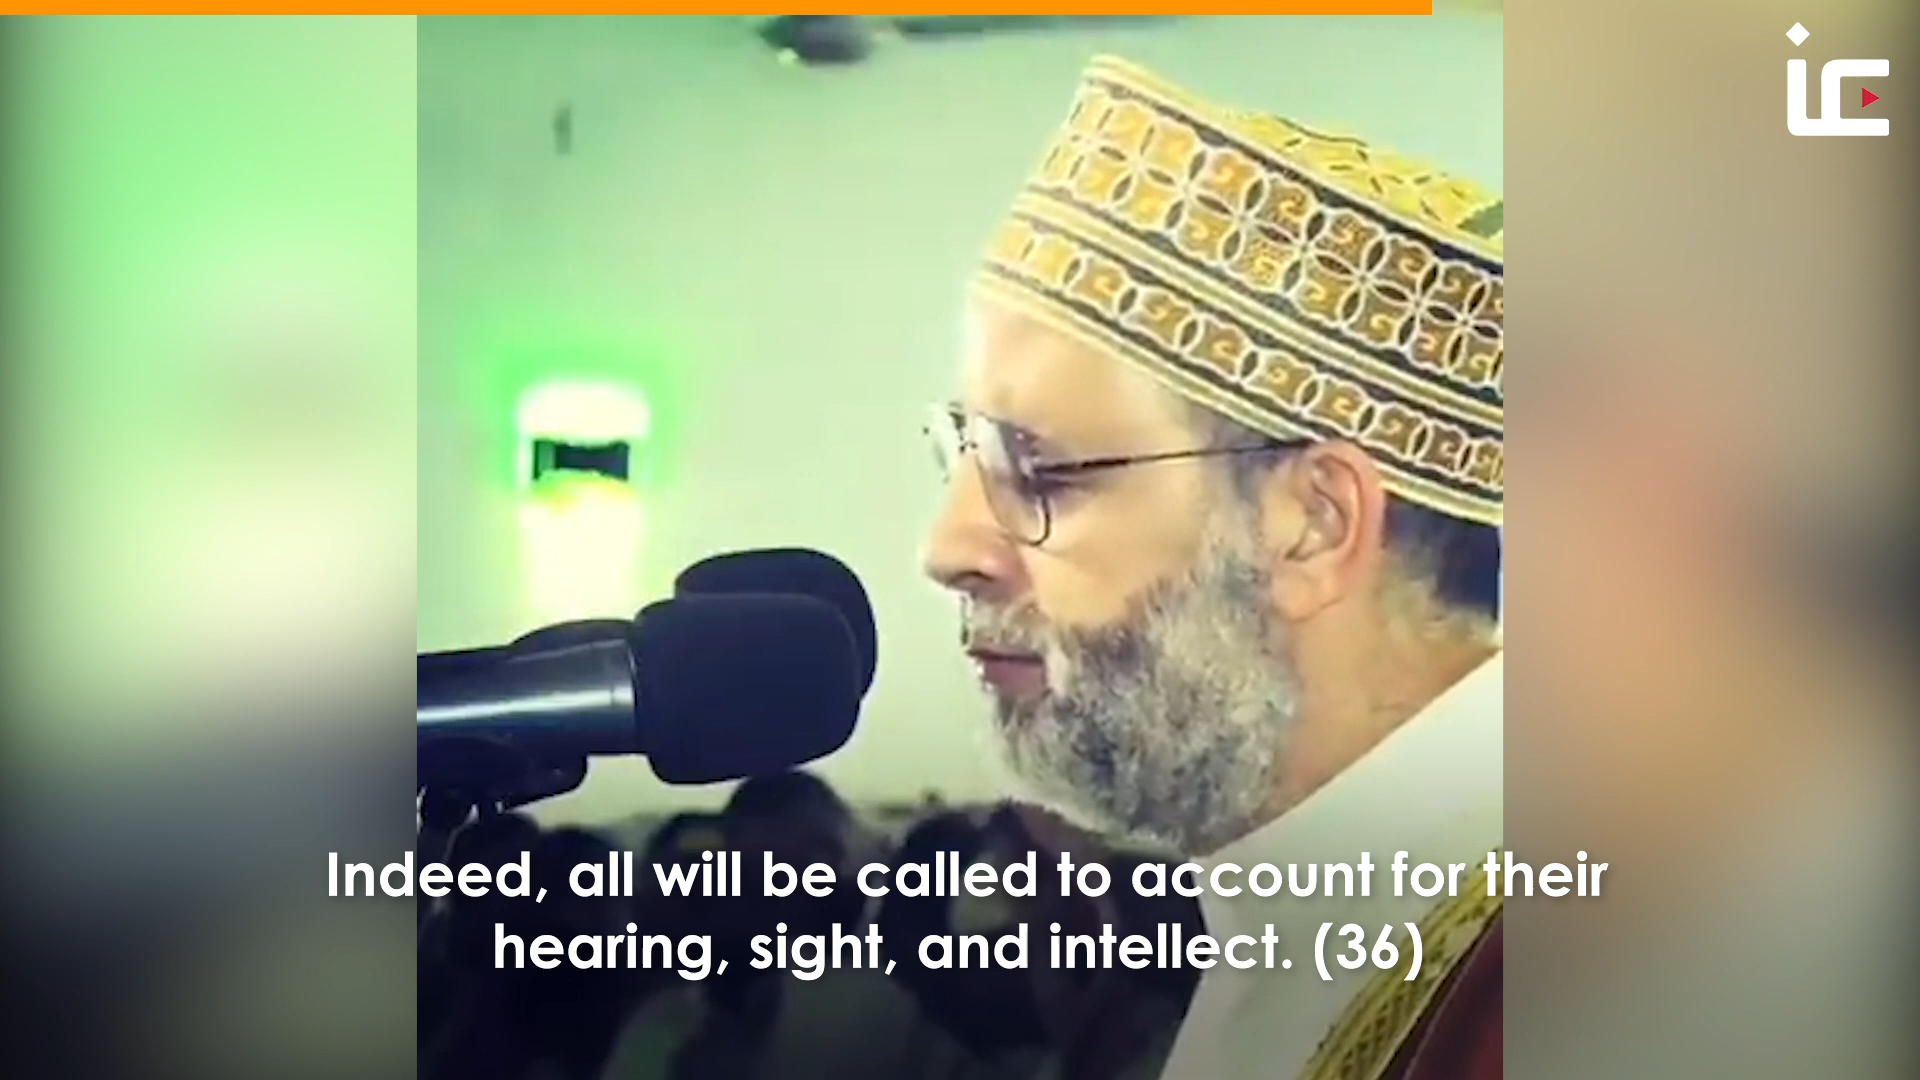 Indeed, all will be called to account for their
hearing, sight, and intellect. (36)